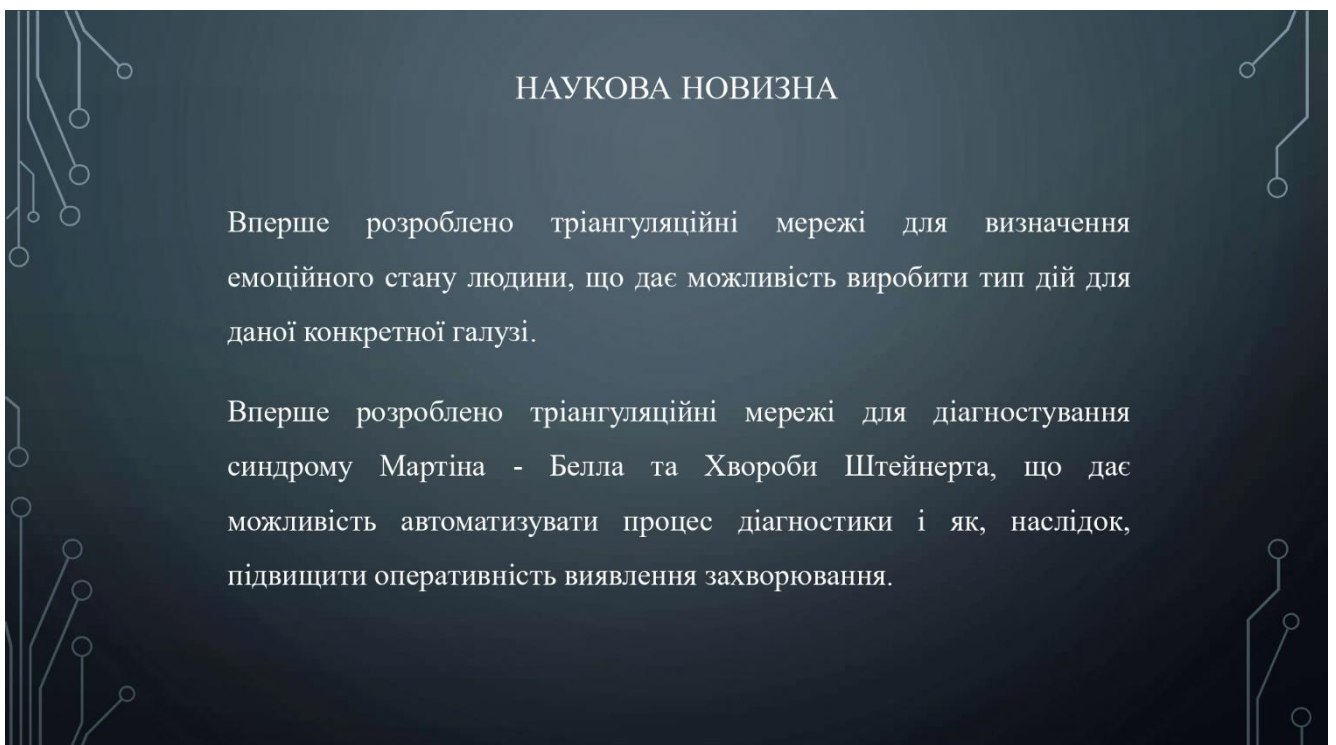 НАУКОВА НОВИЗНА
Вперше розроблено тріангуляційні мережі для визначення
емоційного стану людини, що дає можливість виробити тип дій для
даної конкретної галузі.
Вперше розроблено тріангуляційні мережі для діагностування
синдрому Мартіна - Белла та Хвороби Штейнерта, що дає
можливість автоматизувати процес діагностики і як, наслідок,
підвищити оперативність виявлення захворювання.